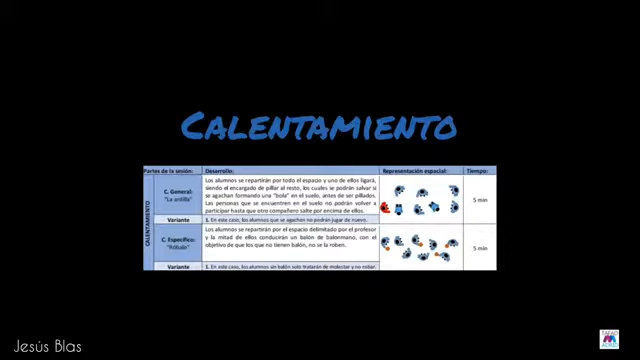 CALENTAMIENTO
Partes de la sesión: Desarrollo: Representación espacial: Tiempo:
CALENTAMIENTO
C. General:
"La ardilla"
Los alumnos se repartirán por todo el espacio y uno de ellos ligará,
siendo el encargado de pillar al resto, los cuales se podrán salvar si
se agachan formando una "bola" en el suelo, antes de ser pillados.
Las personas que se encuentren en el suelo no podrán volver a
participar hasta que otro compañero salte por encima de ellos.
5 min
Variante 1. En este caso, los alumnos que se agachen no podrán jugar de nuevo.
C. Específico:
"Róbalo"
Los alumnos se repartirán por el espacio delimitado por el profesor
y la mitad de ellos conducirán un balón de balonmano, con el
objetivo de que los que no tienen balón, no se la roben.
5 min
Variante 1. En este caso, los alumnos sin balón solo tratarán de molestar y no robar.
Jesús Blas